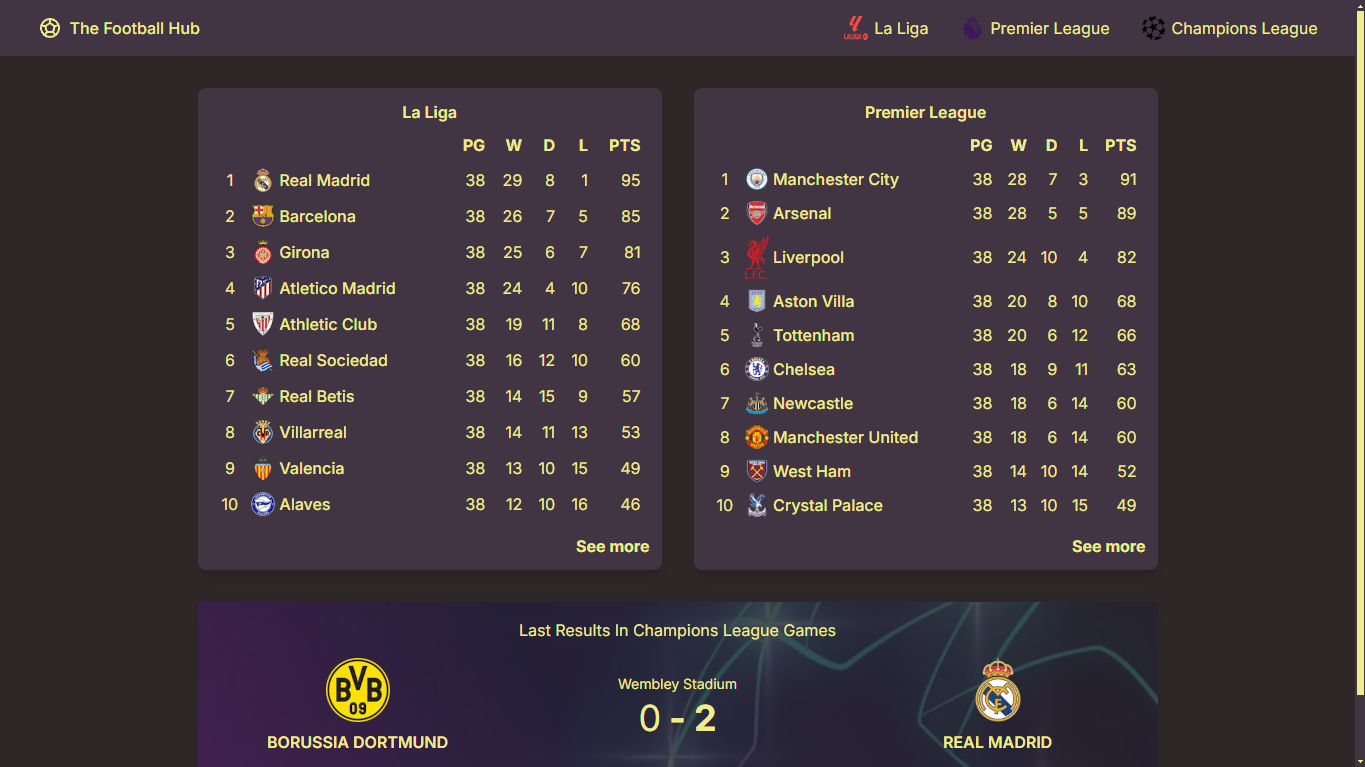 The Football Hub
LALIGA
La Liga
Premier League
Champions League
La Liga
PG W D L PTS
1 Real Madrid 38 29 8 1 95
2 Barcelona 38 26 7 5 85
3 Girona 38 25 6 7 81
4 Atletico Madrid 38 24 4 10 76
5 Athletic Club 38 19 11 8 68
6 Real Sociedad 38 16 12 10 60
7 Real Betis 38 14 15 9 57
8 Villarreal 38 14 11 13 53
9 Valencia 38 13 10 15 49
10 Alaves 38 12 10 16 46
See more
Premier League
PG W D L PTS
1 Manchester City 38 28 7 3 91
2 Arsenal 38 28 5 5 89
3 Liverpool 38 24 10 4 82
L.F.C.
4 Aston Villa 38 20 8 10 68
5 Tottenham 38 20 6 12 66
6 Chelsea 38 18 9 11 63
7 Newcastle 38 18 6 14 60
8 Manchester United 38 18 6 14 60
9 West Ham 38 14 10 14 52
10 Crystal Palace 38 13 10 15 49
See more
Last Results In Champions League Games
BVB
09
BORUSSIA DORTMUND
Wembley Stadium
0 - 2
REAL MADRID